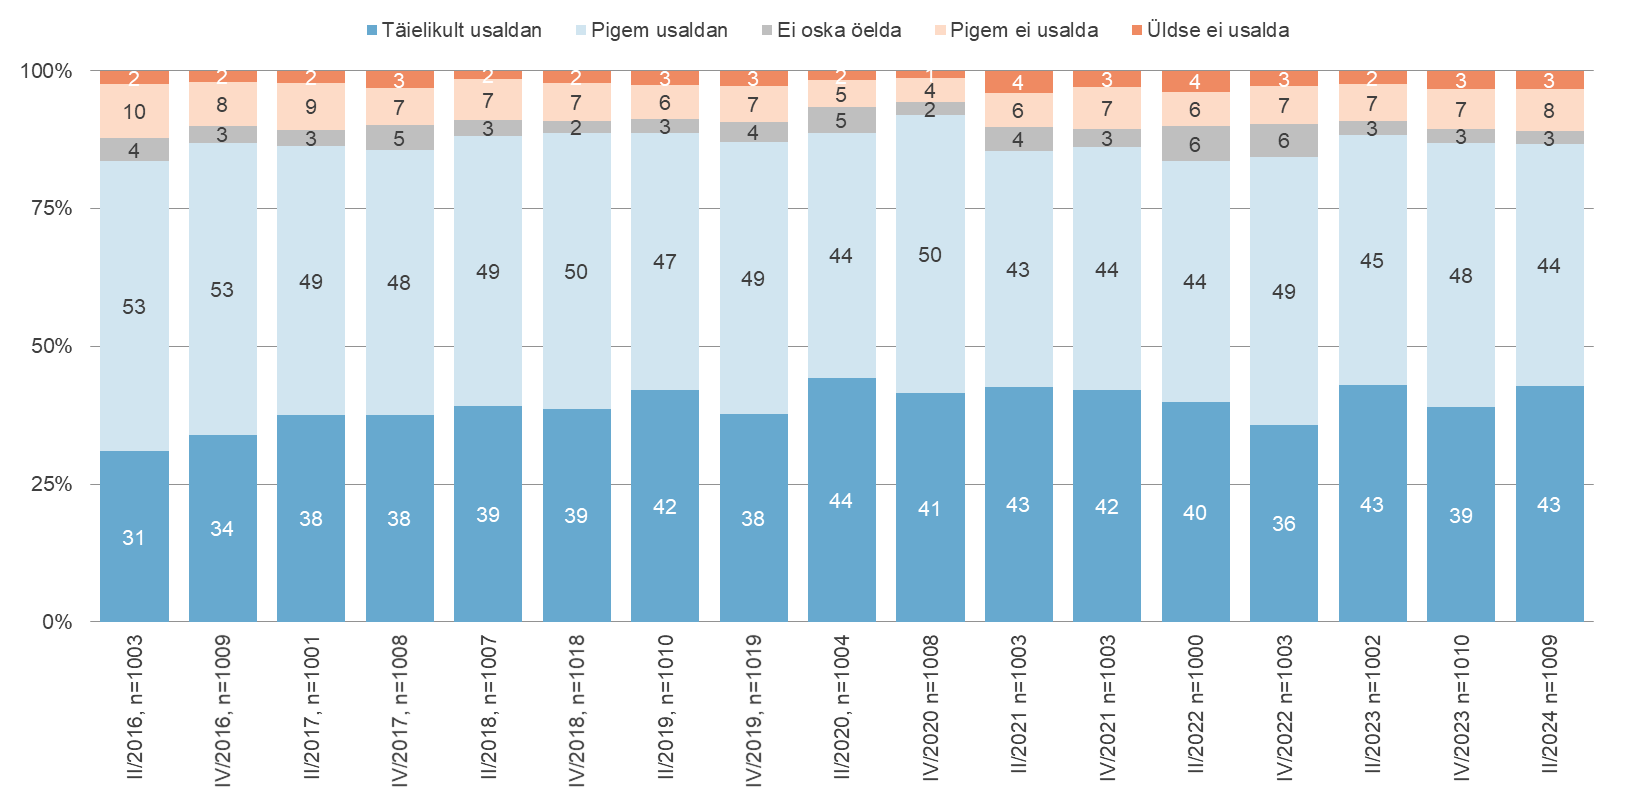 Täielikult usaldan Pigem usaldan Ei oska öelda Pigem ei usalda Üldse ei usalda
100%
75%
50%
25%
0%
2 2 2 3 2 2 3 3 2 1 4 3 4 3 2 3 3
10 8 9 7 7 7 6 7 5 4 6 7 6 7 7 7 8
4 3 3 5 3 2 3 4 5 2 4 3 6 6 3 3 3
53 53 49 48 49 50 47 49 44 50 43 44 44 49 45 48 44
31 34 38 38 39 39 42 38 44 41 43 42 40 36 43 39 43
II/2016, n=1003
IV/2016, n=1009
II/2017, n=1001
IV/2017, n=1008
II/2018, n=1007
IV/2018, n=1018
II/2019, n=1010
IV/2019, n=1019
II/2020, n=1004
IV/2020 n=1008
II/2021 n=1003
IV/2021 n=1003
II/2022 n=1000
IV/2022 n=1003
II/2023 n=1002
IV/2023 n=1010
II/2024 n=1009